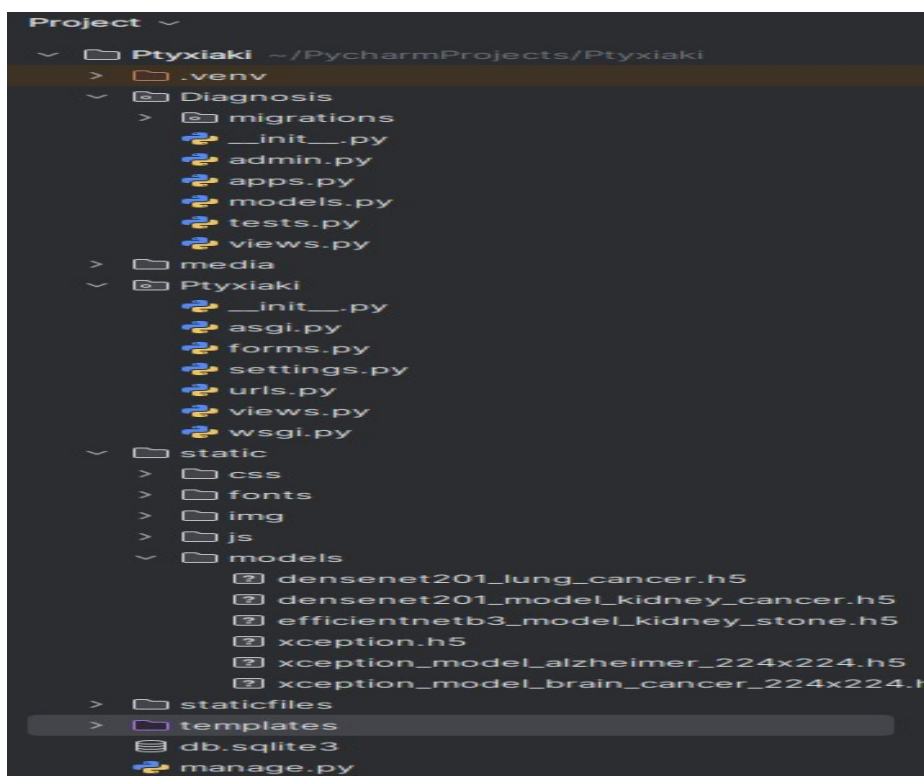 Project
Ptyxiaki ~/PycharmProjects/Ptyxiaki
.venv
Diagnosis
migrations
__init__.py
admin.py
apps.py
models.py
tests.py
views.py
media
Ptyxiaki
__init__.py
asgi.py
forms.py
settings.py
urls.py
views.py
wsgi.py
static
css
fonts
img
js
models
densenet201_lung_cancer.h5
densenet201_model_kidney_cancer.h5
efficientnetb3_model_kidney_stone.h5
xception.h5
xception_model_alzheimer_224x224.h5
xception_model_brain_cancer_224x224.h
staticfiles
templates
db.sqlite3
manage.py